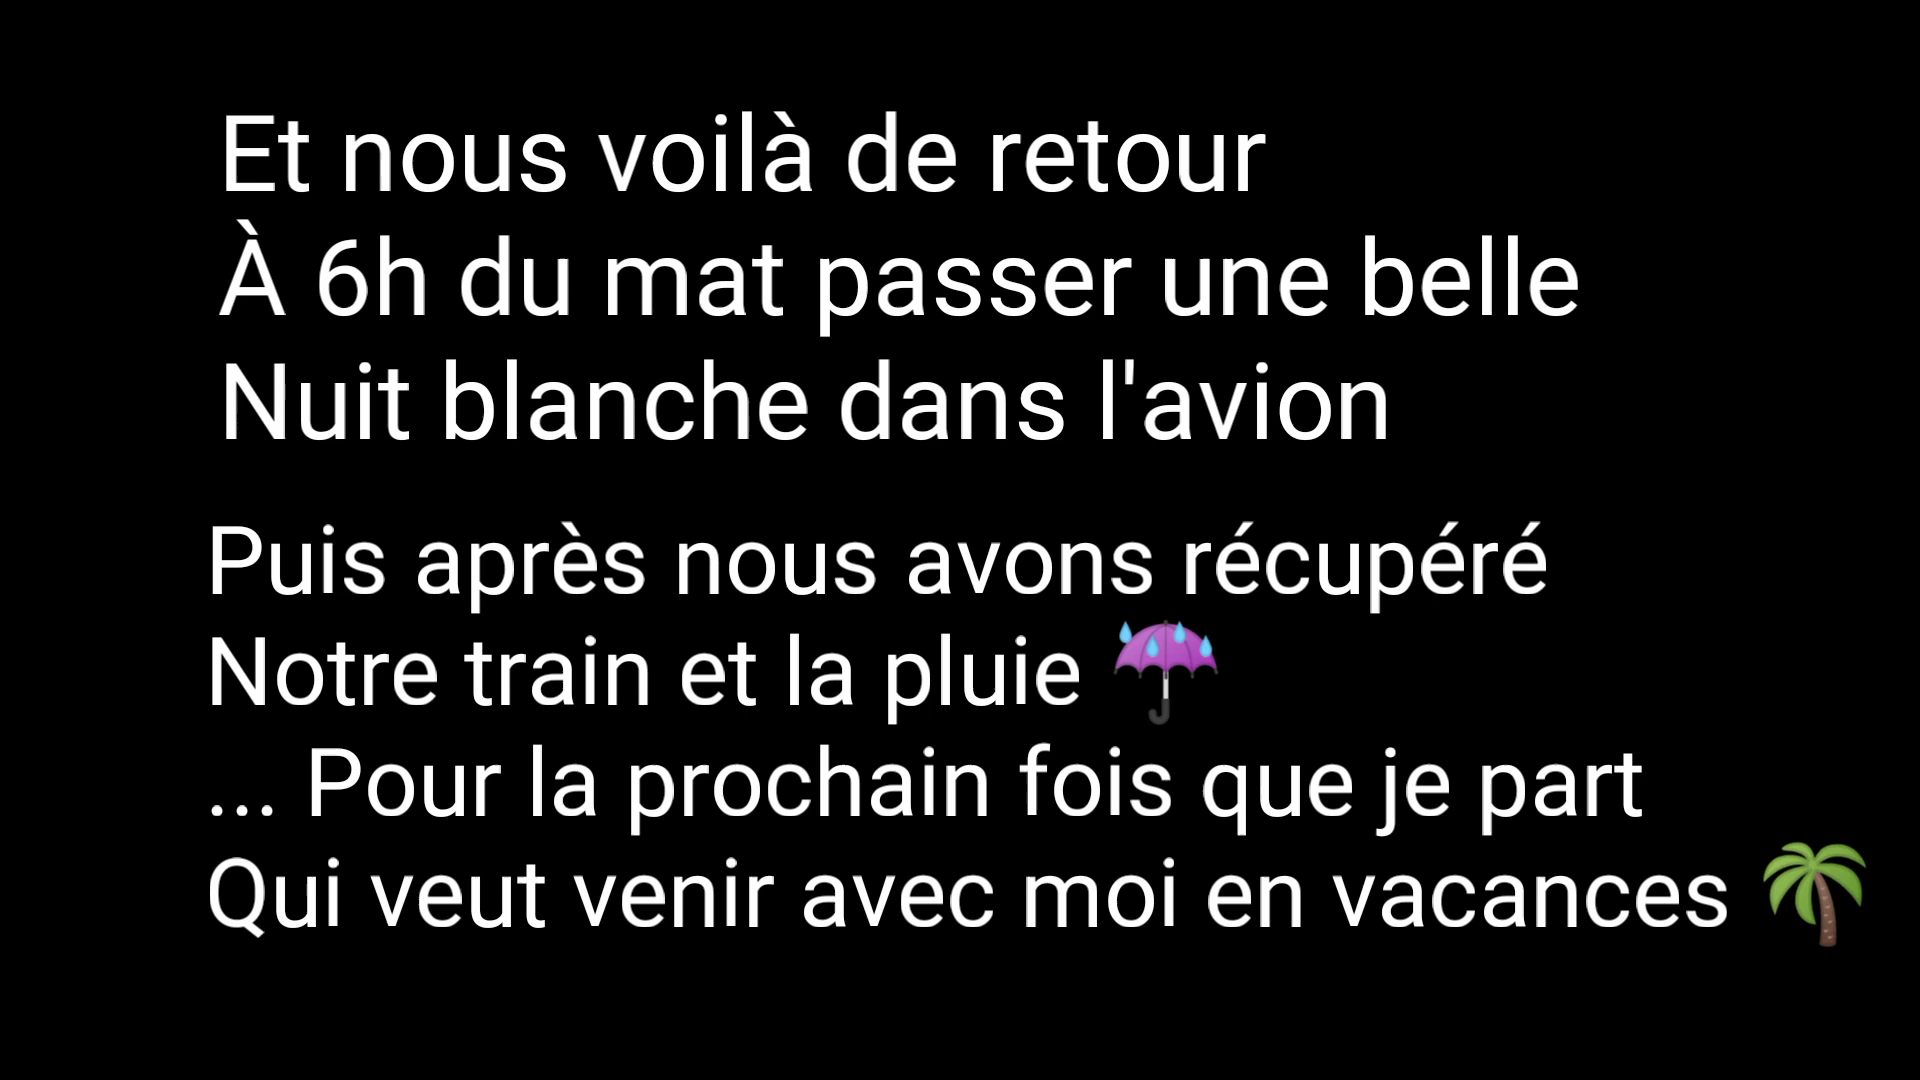 Et nous voilà de retour
À 6h du mat passer une belle
Nuit blanche dans l'avion
Puis après nous avons récupéré
Notre train et la pluie ☔
... Pour la prochain fois que je part
Qui veut venir avec moi en vacances 🌴